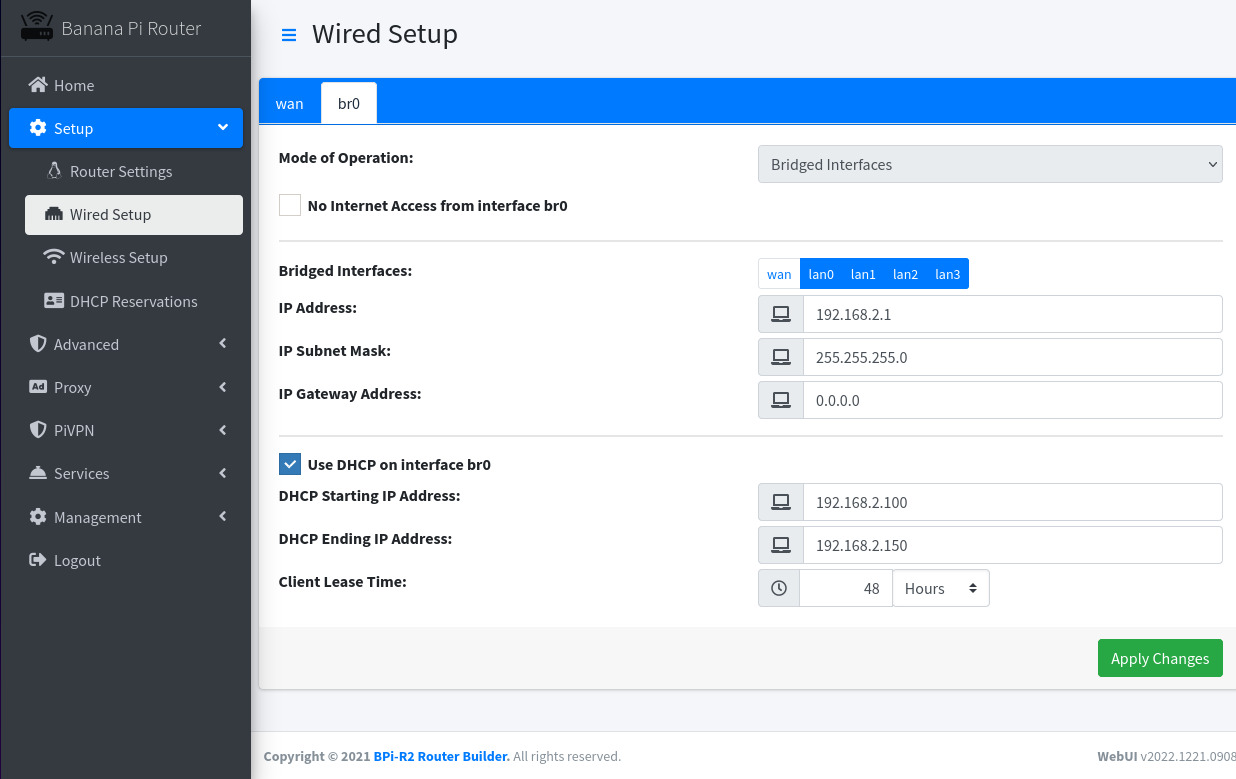 Banana Pi Router
Wired Setup
Home
Setup
Router Settings
Wired Setup
Wireless Setup
DHCP Reservations
Advanced
Ad Proxy
PiVPN
Services
Management
Logout
wan br0
Mode of Operation: Bridged Interfaces
No Internet Access from interface br0
Bridged Interfaces: wan lan0 lan1 lan2 lan3
IP Address: 192.168.2.1
IP Subnet Mask: 255.255.255.0
IP Gateway Address: 0.0.0.0
Use DHCP on interface br0
DHCP Starting IP Address: 192.168.2.100
DHCP Ending IP Address: 192.168.2.150
Client Lease Time: 48 Hours
Apply Changes
Copyright © 2021 BPi-R2 Router Builder. All rights reserved. WebUI v2022.1221.0908